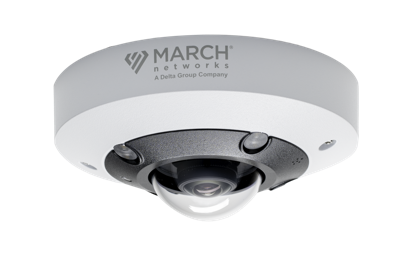 MARCH®
networks
A Delta Group Company